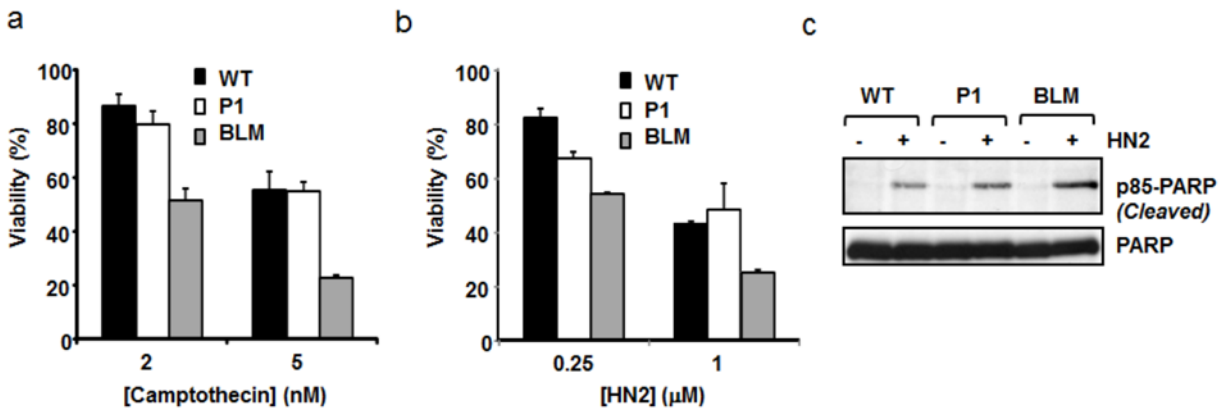 a
WT
P1
BLM
Viability (%)
100
80
60
40
20
0
2
5
[Camptothecin] (nM)
b
WT
P1
BLM
Viability (%)
100
80
60
40
20
0
0.25
1
[HN2] (μM)
c
WT P1 BLM
- + - + - + HN2
p85-PARP
(Cleaved)
PARP